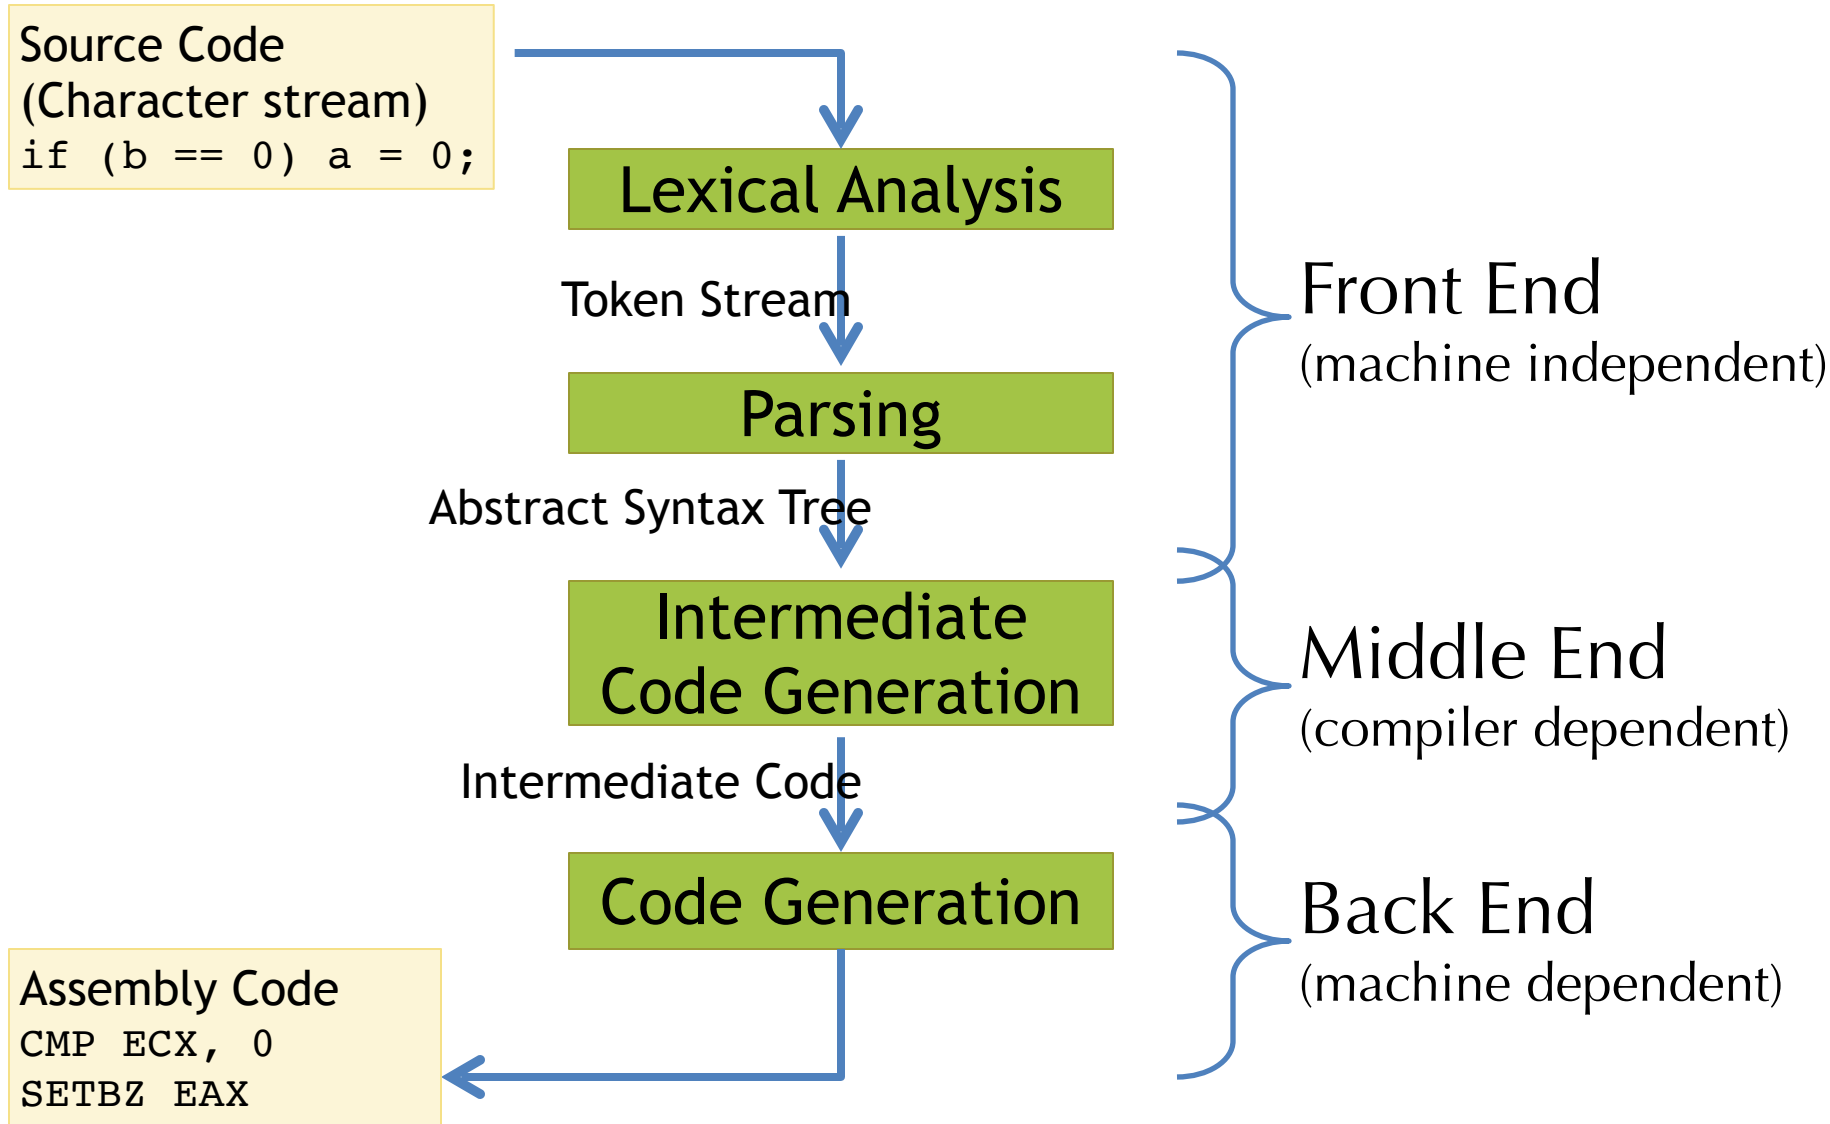 Source Code
(Character stream)
if (b == 0) a = 0;
Lexical Analysis
Token Stream
Parsing
Abstract Syntax Tree
Intermediate
Code Generation
Intermediate Code
Code Generation
Assembly Code
CMP ECX, 0
SETBZ EAX
Front End
(machine independent)
Middle End
(compiler dependent)
Back End
(machine dependent)